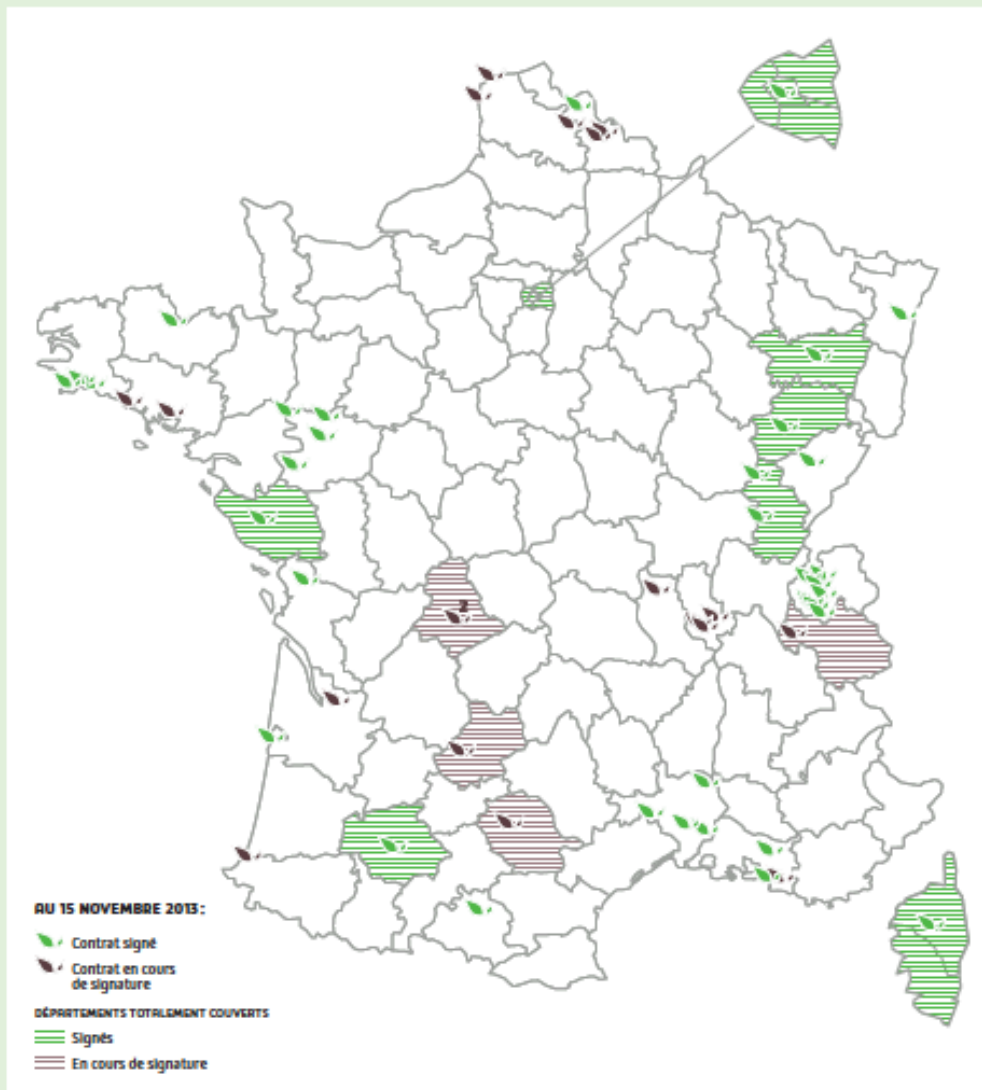 2
AU 15 NOVEMBRE 2013 :
Contrat signé
Contrat en cours
de signature
DÉPARTEMENTS TOTALEMENT COUVERTS
Signés
En cours de signature